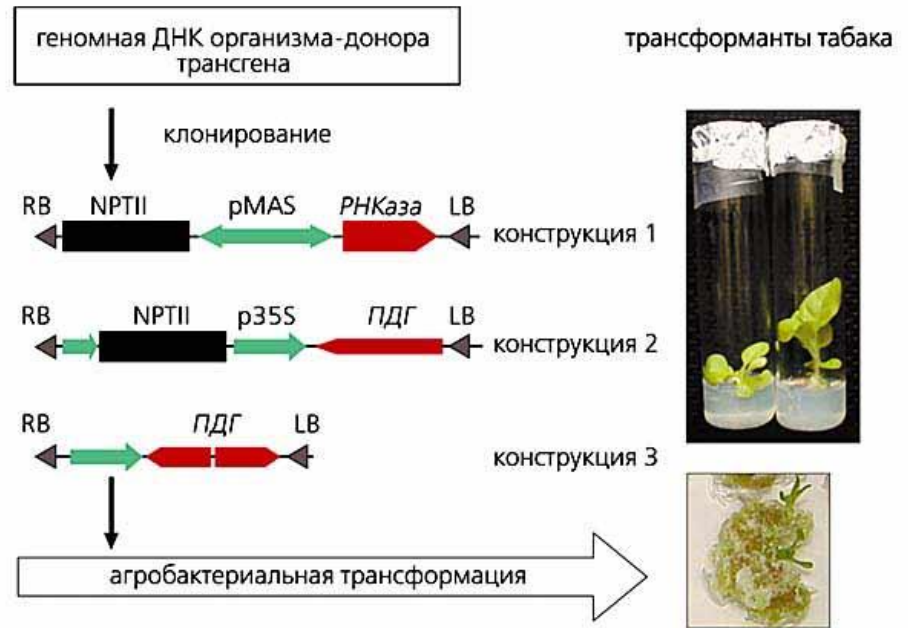 геномная ДНК организма-донора
трансгена
трансформанты табака
клонирование
RB NPTII pMAS РНКаза LB
конструкция 1
RB NPTII p35S ПДГ LB
конструкция 2
RB ПДГ LB
конструкция 3
агробактериальная трансформация